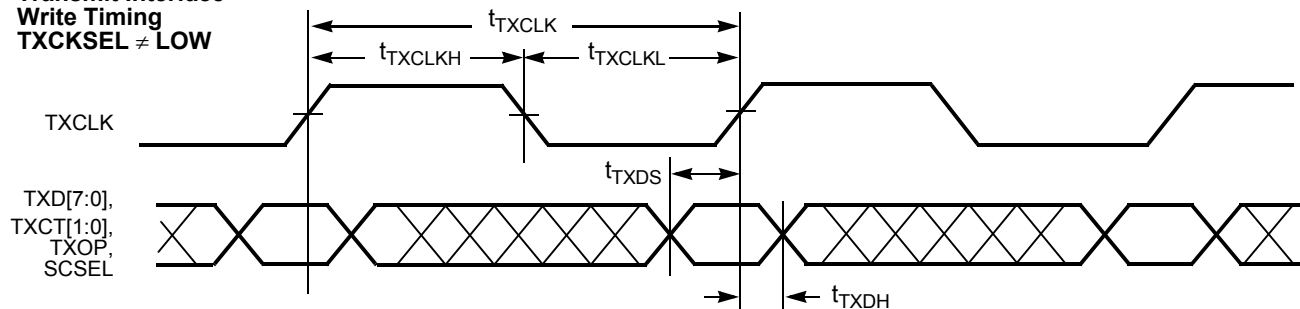 Write Timing
TXCKSEL ≠ LOW
tTXCLK
tTXCLKH
tTXCLKL
TXCLK
tTXDS
TXD[7:0],
TXCT[1:0],
TXOP,
SCSEL
tTXDH